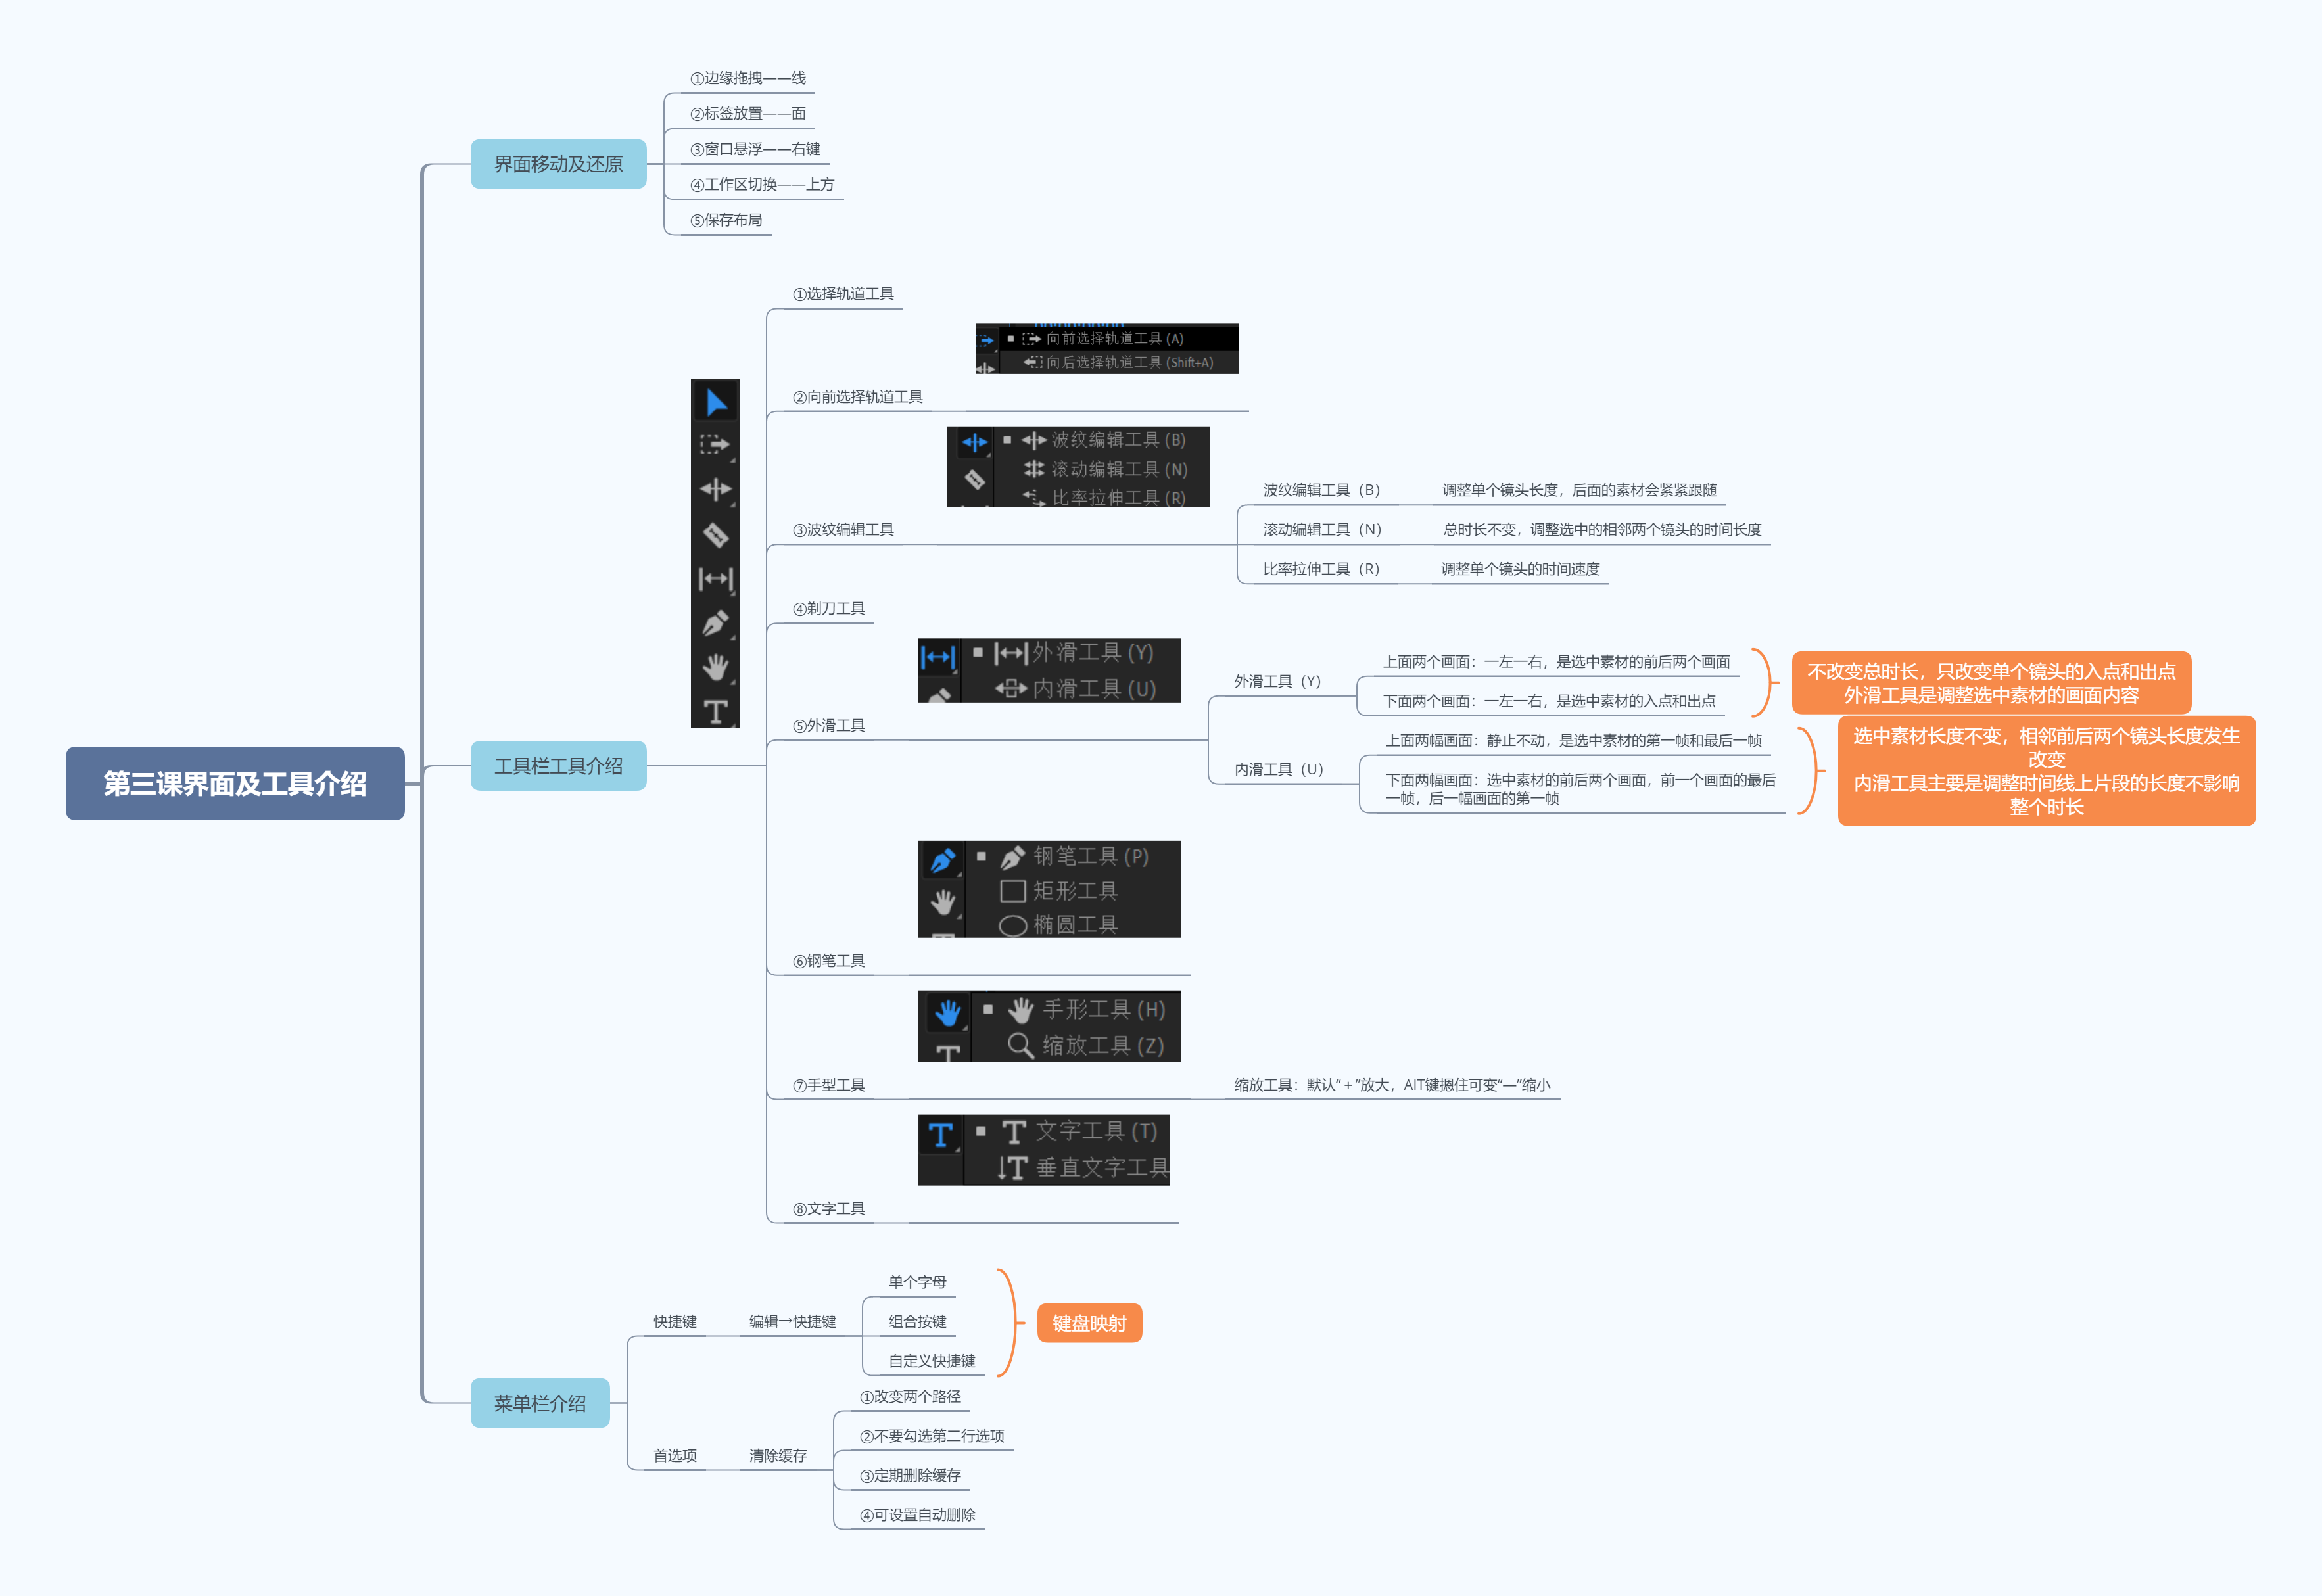 第三课界面及工具介绍
界面移动及还原
①边缘拖拽——线
②标签放置——面
③窗口悬浮——右键
④工作区切换——上方
⑤保存布局
工具栏工具介绍
①选择轨道工具
向前选择轨道工具 (A)
向后选择轨道工具 (Shift+A)
②向前选择轨道工具
波纹编辑工具 (B)
滚动编辑工具 (N)
比率拉伸工具 (R)
③波纹编辑工具
波纹编辑工具（B）
调整单个镜头长度，后面的素材会紧紧跟随
滚动编辑工具（N）
总时长不变，调整选中的相邻两个镜头的时间长度
比率拉伸工具（R）
调整单个镜头的时间速度
④剃刀工具
外滑工具 (Y)
内滑工具 (U)
⑤外滑工具
外滑工具（Y）
上面两个画面：一左一右，是选中素材的前后两个画面
下面两个画面：一左一右，是选中素材的入点和出点
不改变总时长，只改变单个镜头的入点和出点
外滑工具是调整选中素材的画面内容
内滑工具（U）
上面两幅画面：静止不动，是选中素材的第一帧和最后一帧
下面两幅画面：选中素材的前后两个画面，前一个画面的最后
一帧，后一幅画面的第一帧
选中素材长度不变，相邻前后两个镜头长度发生
改变
内滑工具主要是调整时间线上片段的长度不影响
整个时长
钢笔工具 (P)
矩形工具
椭圆工具
⑥钢笔工具
手形工具 (H)
缩放工具 (Z)
⑦手型工具
缩放工具：默认“＋”放大，AIT键摁住可变“—”缩小
文字工具 (T)
垂直文字工具
⑧文字工具
菜单栏介绍
快捷键
编辑→快捷键
单个字母
组合按键
自定义快捷键
键盘映射
首选项
清除缓存
①改变两个路径
②不要勾选第二行选项
③定期删除缓存
④可设置自动删除